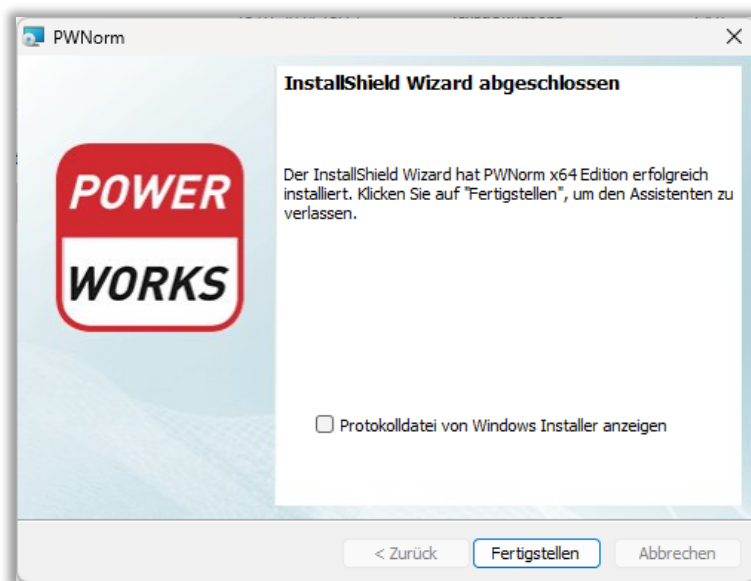 PWNorm
InstallShield Wizard abgeschlossen
POWER
WORKS
Der InstallShield Wizard hat PWNorm x64 Edition erfolgreich
installiert. Klicken Sie auf "Fertigstellen", um den Assistenten zu
verlassen.
Protokolldatei von Windows Installer anzeigen
< Zurück
Fertigstellen
Abbrechen